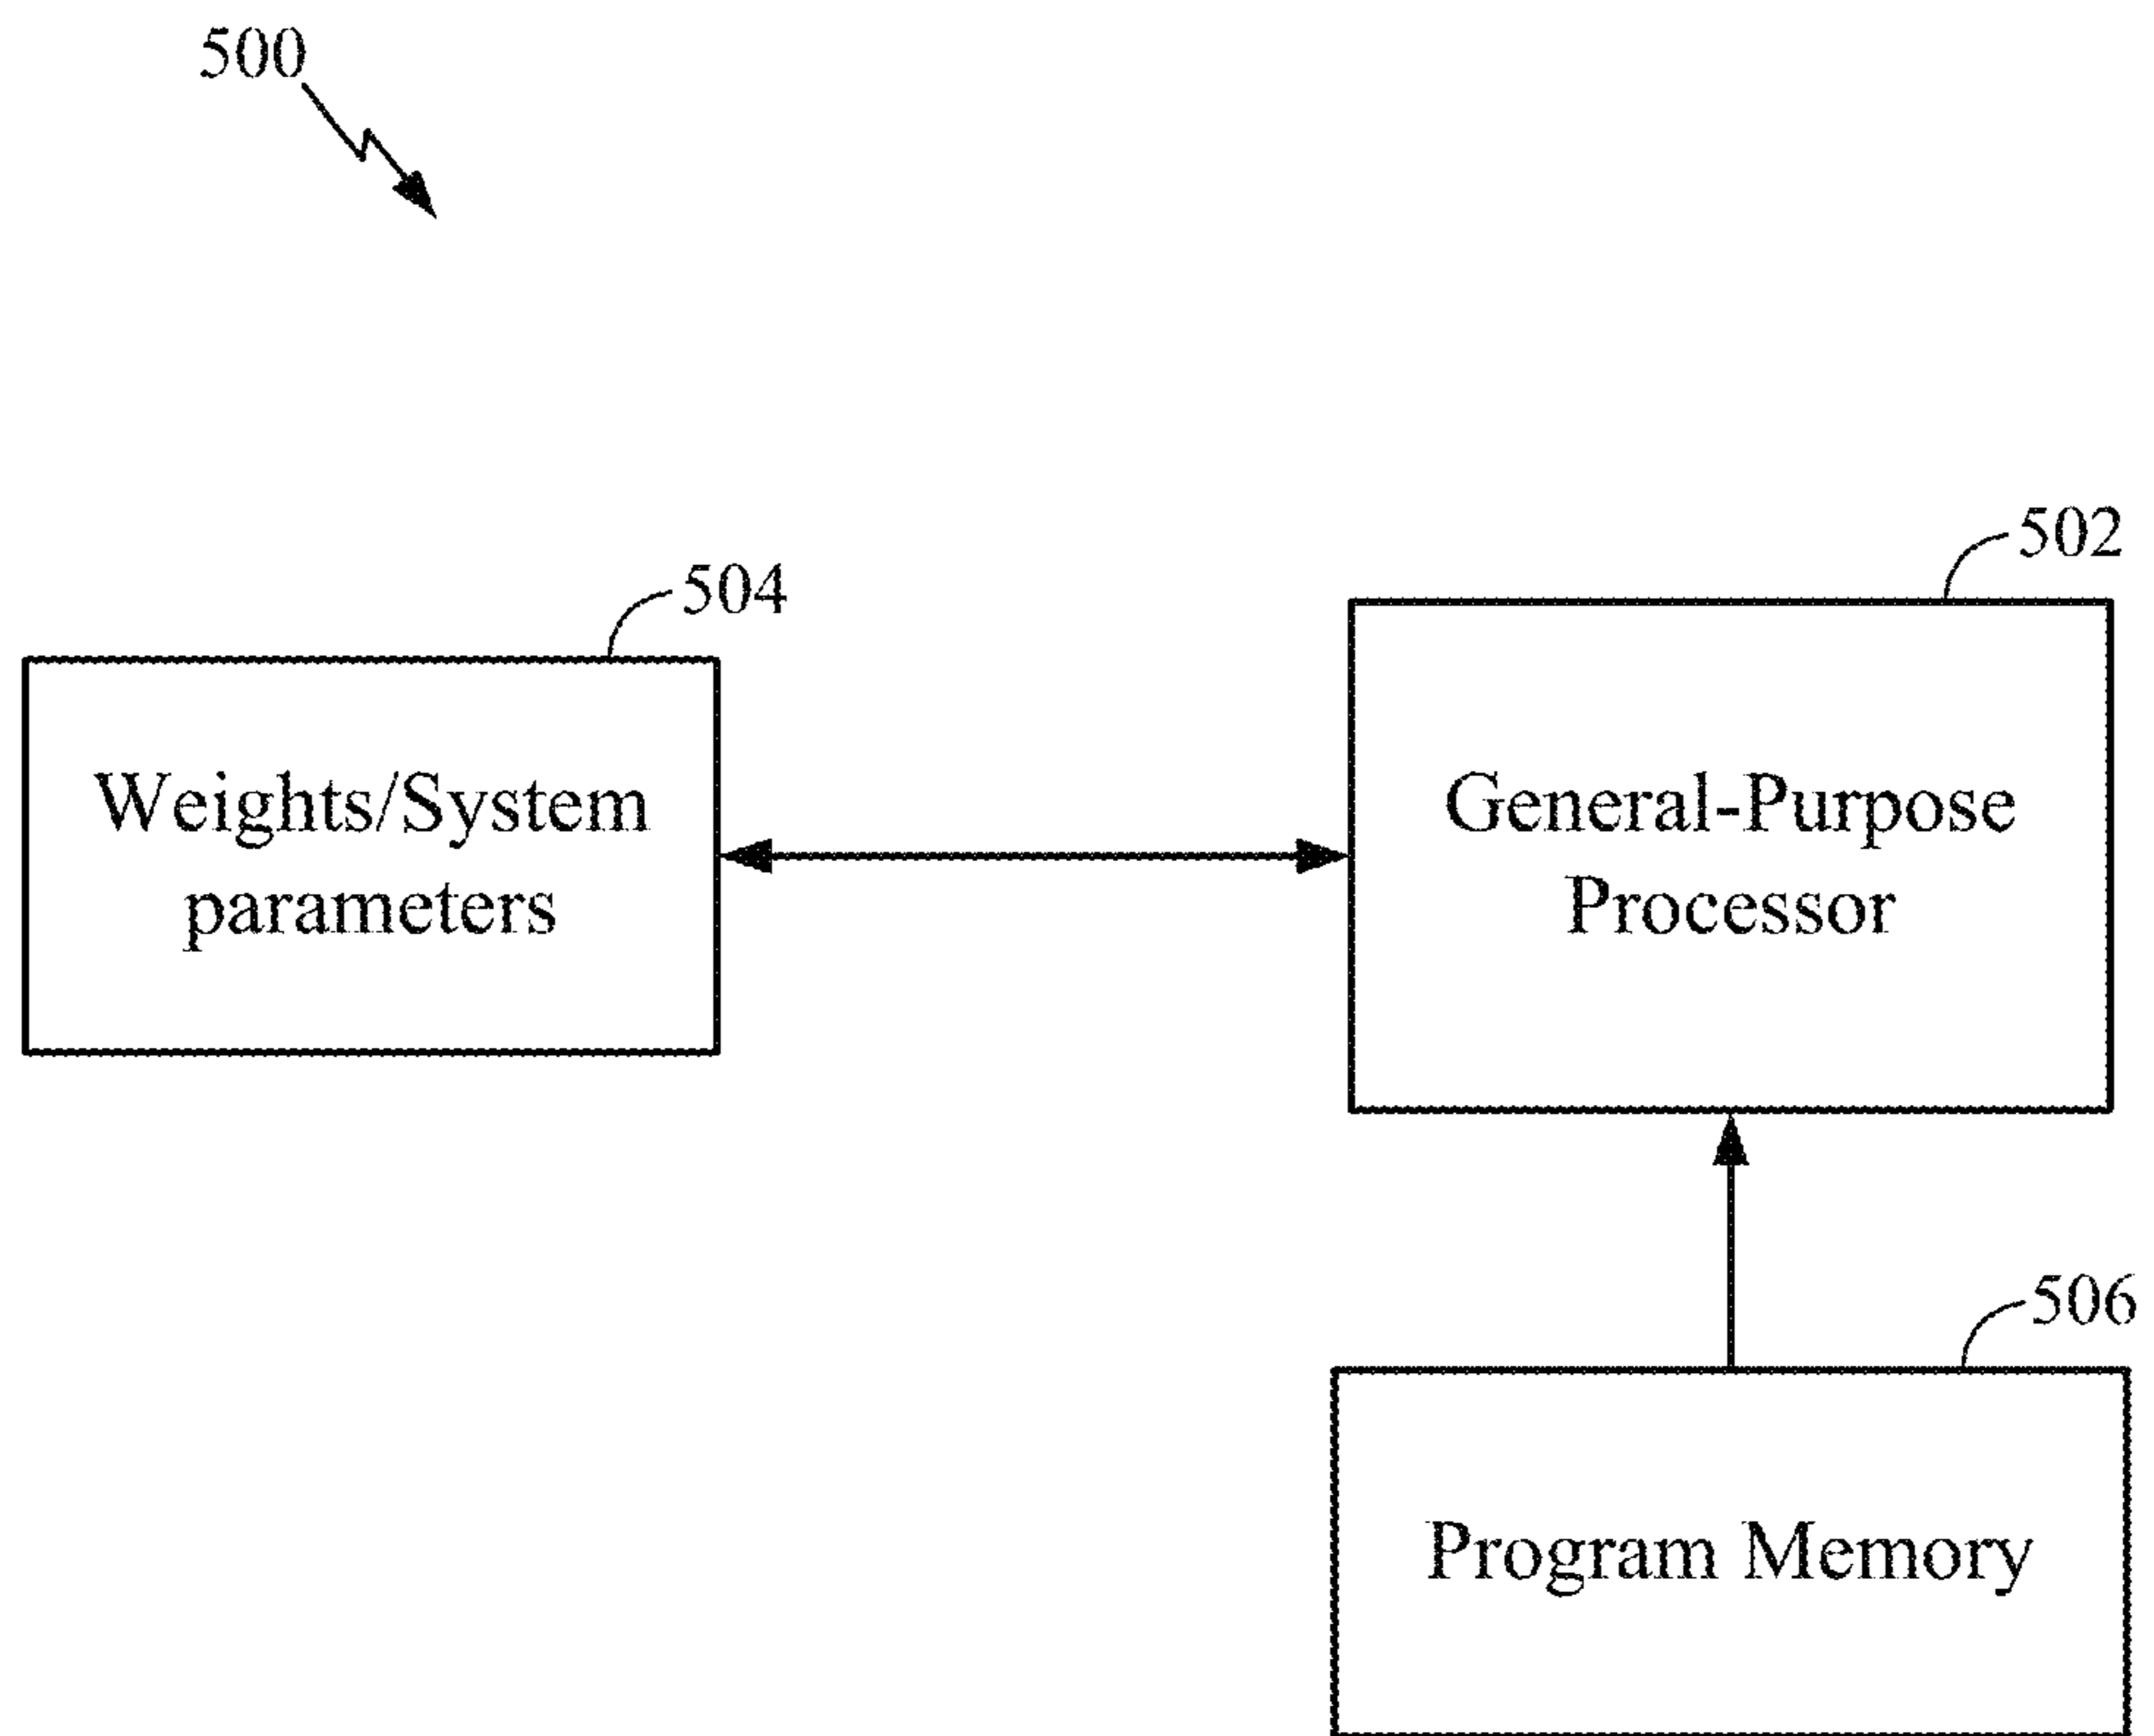 500
502
504
Weights/System
parameters
General-Purpose
Processor
506
Program Memory